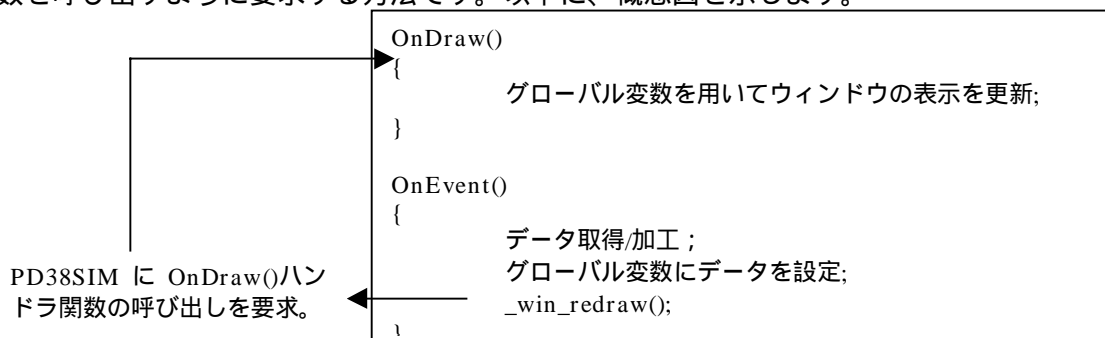 数を呼び出すように要求する方法です。以下に、概念図を示します。
OnDraw()
{
グローバル変数を用いてウィンドウの表示を更新;
}
OnEvent()
{
データ取得/加工；
グローバル変数にデータを設定;
_win_redraw();
}
PD38SIM に OnDraw()ハン
ドラ関数の呼び出しを要求。